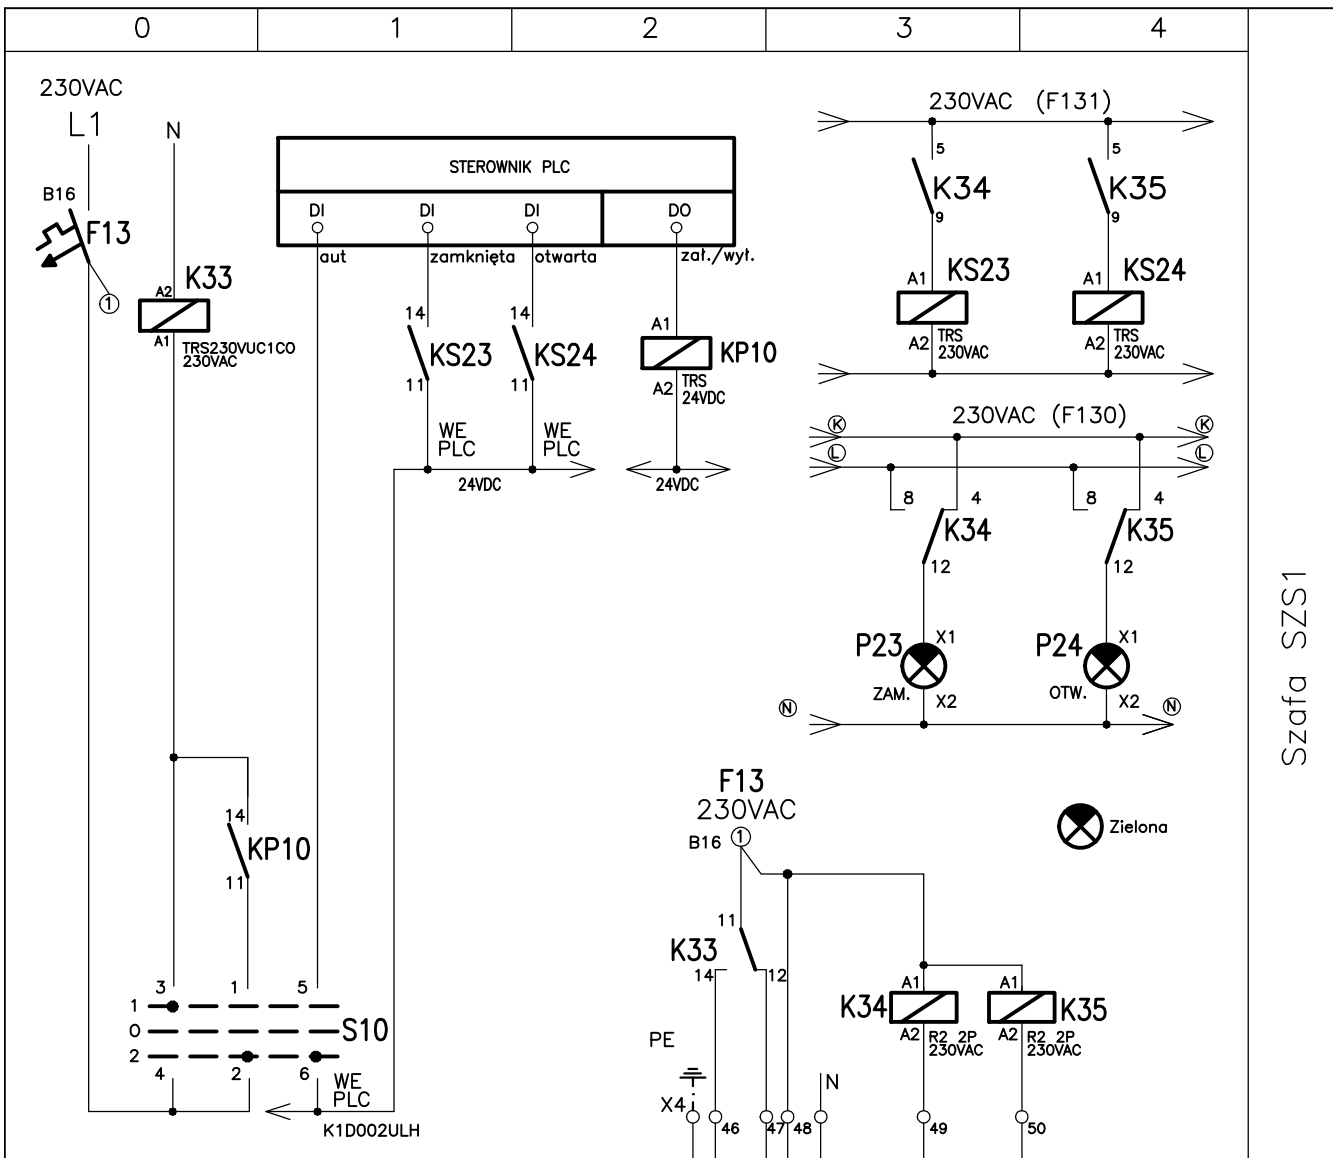 0 1 2 3 4
230VAC
L1
N
B16
F13
1
K33
A2
A1
TRS230VUC1CO
230VAC
STEROWNIK PLC
DI DI DI DO
aut zamknięta otwarta zał./wył.
14 14
KS23 KS24
11 11
WE WE
PLC PLC
24VDC
A1
KP10
A2
TRS
24VDC
24VDC
230VAC (F131)
5 5
K34 K35
9 9
KS23 KS24
A1 A1
TRS TRS
A2 230VAC A2 230VAC
230VAC (F130)
K K
L L
8 4 8 4
K34 K35
12 12
P23 X1 P24 X1
ZAM. OTW.
X2 X2
N N
Zielona
Szafa SZS1
14
KP10
11
3 1 5
1
0 S10
2
4 2 6
WE
PLC
K1D002ULH
F13
230VAC
B16 1
11
K33
14 12
A1 A1
K34 K35
A2 R2 2P A2 R2 2P
230VAC 230VAC
PE
N
X4
46 47 48 49 50